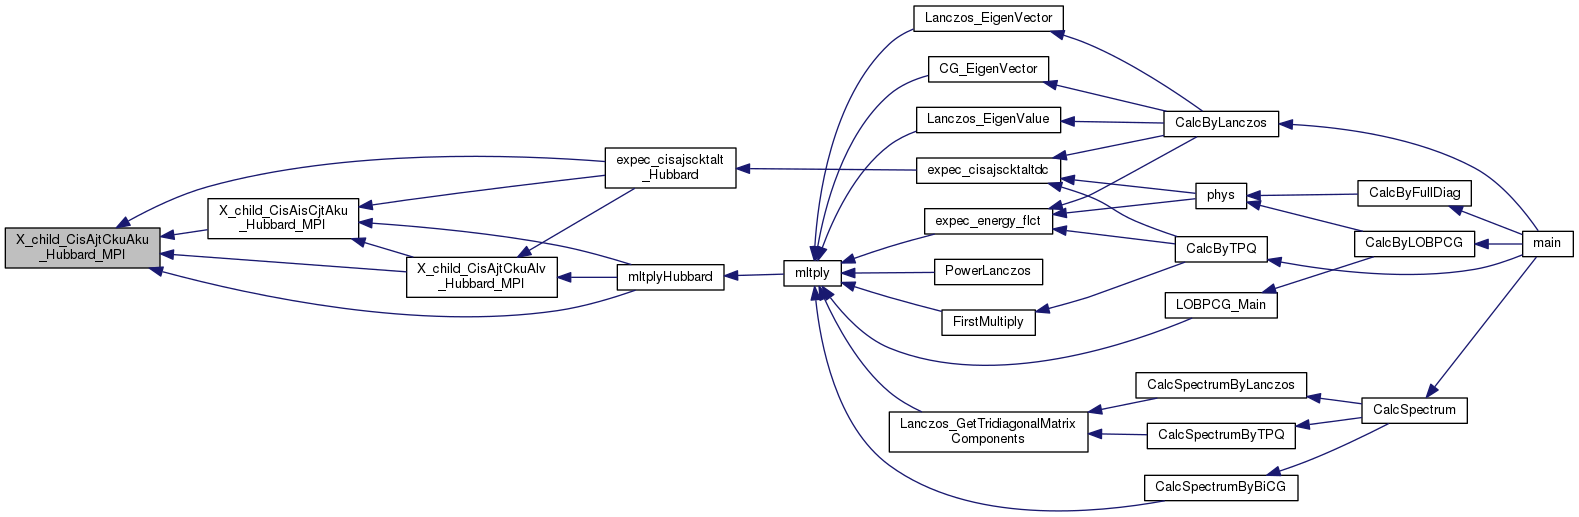 X_child_CisAjtCkuAku
_Hubbard_MPI
X_child_CisAisCjtAku
_Hubbard_MPI
X_child_CisAjtCkuAlv
_Hubbard_MPI
expec_cisajscktalt
_Hubbard
mltplyHubbard
mltply
Lanczos_EigenVector
CG_EigenVector
Lanczos_EigenValue
expec_cisajscktaltdc
expec_energy_flct
PowerLanczos
FirstMultiply
Lanczos_GetTridiagonalMatrix
Components
CalcByLanczos
phys
CalcByTPQ
LOBPCG_Main
CalcSpectrumByLanczos
CalcSpectrumByTPQ
CalcSpectrumByBiCG
CalcByFullDiag
CalcByLOBPCG
CalcSpectrum
main